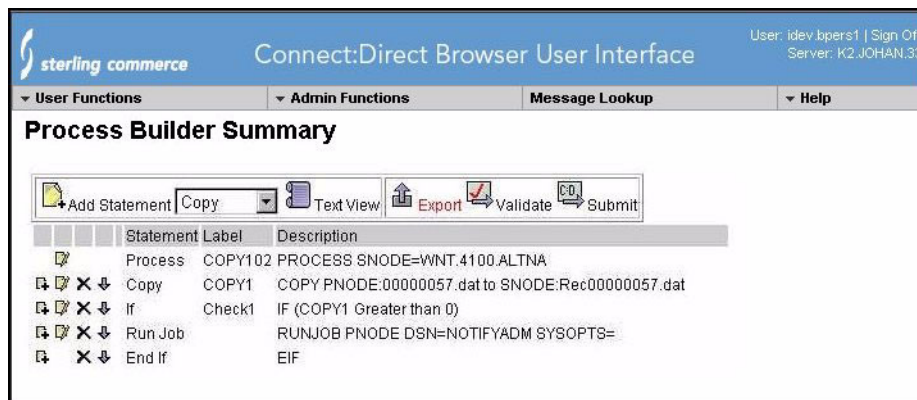 User: idev.bpers1 | Sign Of
sterling commerce
Connect:Direct Browser User Interface
Server: K2.JOHAN.33
User Functions Admin Functions Message Lookup Help
Process Builder Summary
Add Statement Copy Text View Export Validate C:D Submit
Statement Label Description
Process COPY102 PROCESS SNODE=WNT.4100.ALTNA
Copy COPY1 COPY PNODE:00000057.dat to SNODE:Rec00000057.dat
If Check1 IF (COPY1 Greater than 0)
Run Job RUNJOB PNODE DSN=NOTIFYADM SYSOPTS=
End If EIF